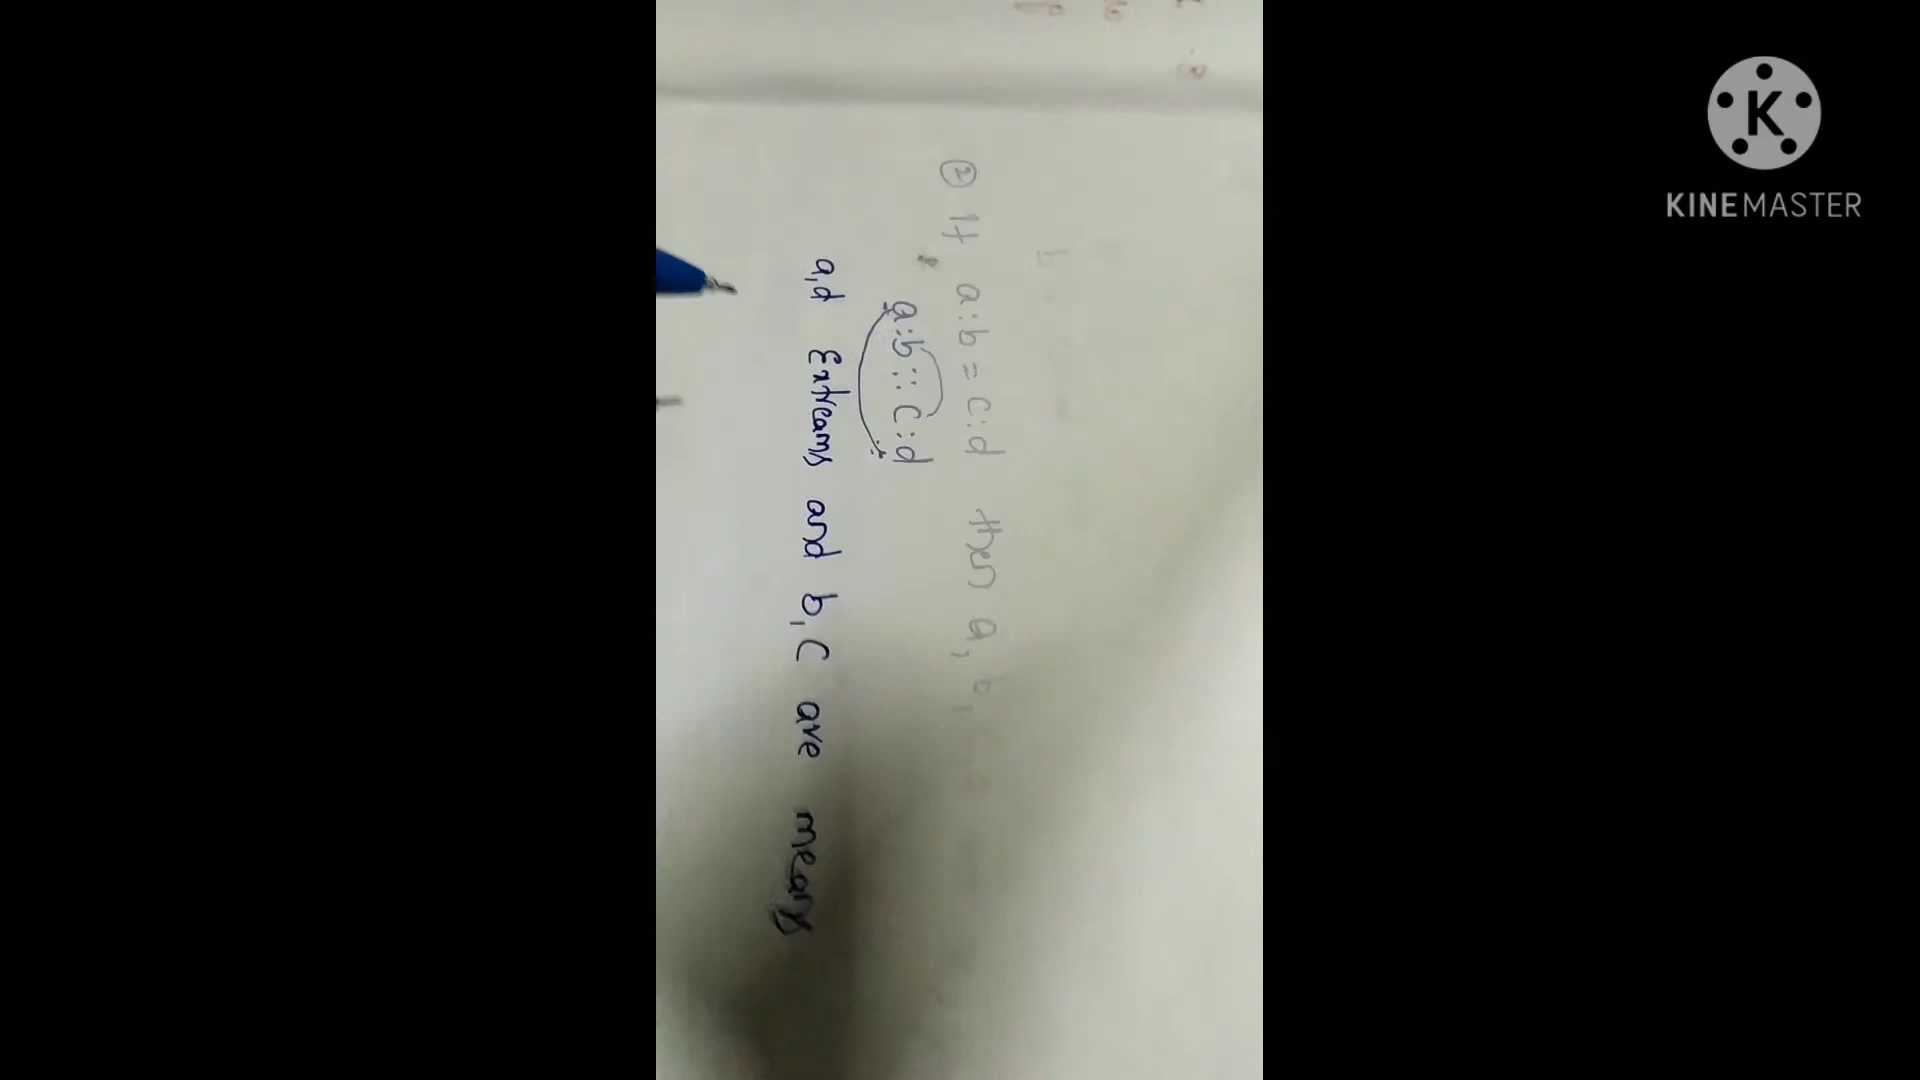 ② If, a:b = c:d then a, b, c,
a:b :: c:d
a,d Extreams and b,c are means
KINEMASTER